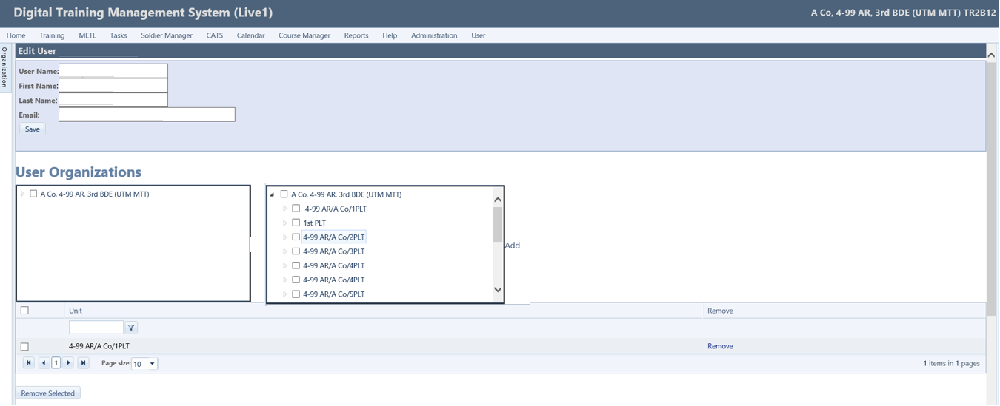 Digital Training Management System (Live1)
A Co, 4-99 AR, 3rd BDE (UTM MTT) TR2B12
Home Training METL Tasks Soldier Manager CATS Calendar Course Manager Reports Help Administration User
Organization
Edit User
User Name:
First Name:
Last Name:
Email:
Save
User Organizations
A Co, 4-99 AR, 3rd BDE (UTM MTT)
A Co, 4-99 AR, 3rd BDE (UTM MTT)
4-99 AR/A Co/1PLT
1st PLT
4-99 AR/A Co/2PLT
4-99 AR/A Co/3PLT
4-99 AR/A Co/4PLT
4-99 AR/A Co/4PLT
4-99 AR/A Co/5PLT
Add
Unit Remove
4-99 AR/A Co/1PLT Remove
1 Page size: 10 1 items in 1 pages
Remove Selected